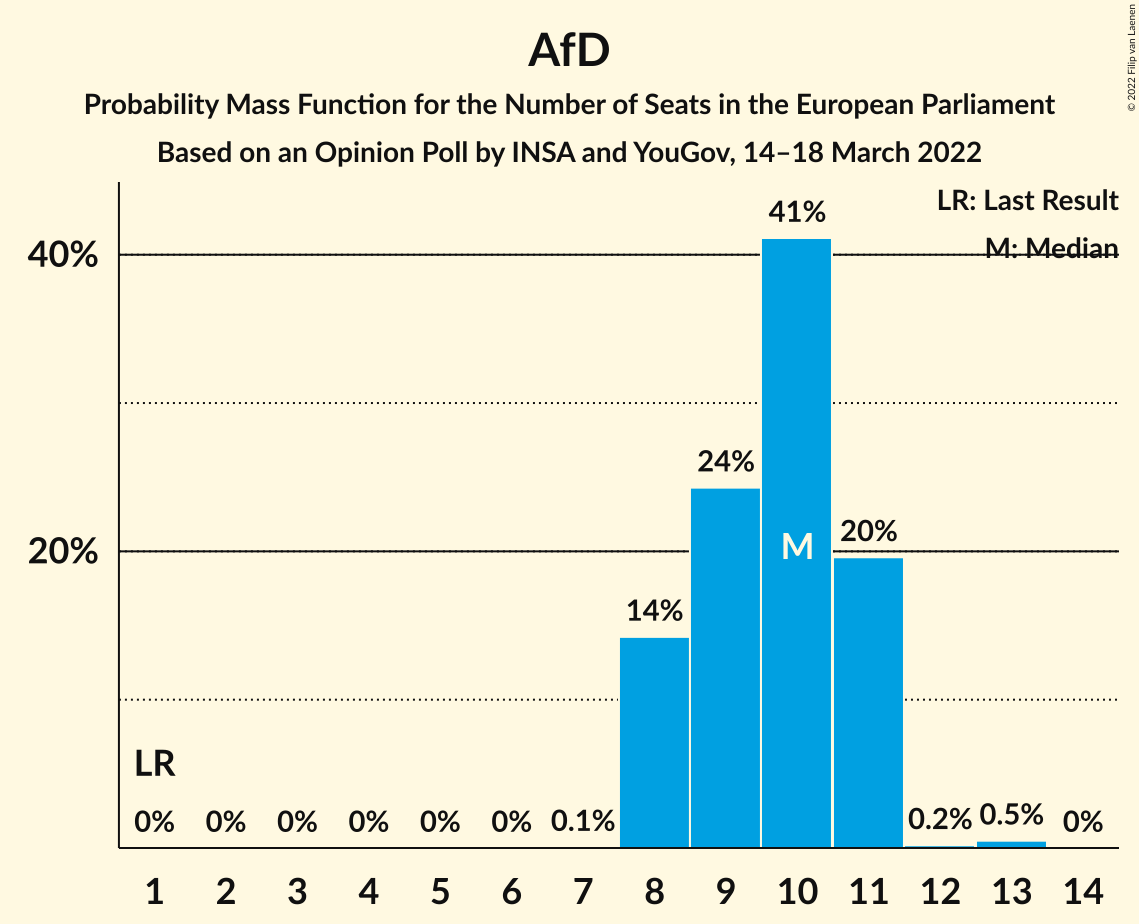 AfD
Probability Mass Function for the Number of Seats in the European Parliament
Based on an Opinion Poll by INSA and YouGov, 14–18 March 2022
© 2022 Filip van Laenen
LR: Last Result
M: Median
41%
40%
24%
20%
20%
M
14%
LR
0% 0% 0% 0% 0% 0% 0.1% 0.2% 0.5% 0%
1 2 3 4 5 6 7 8 9 10 11 12 13 14